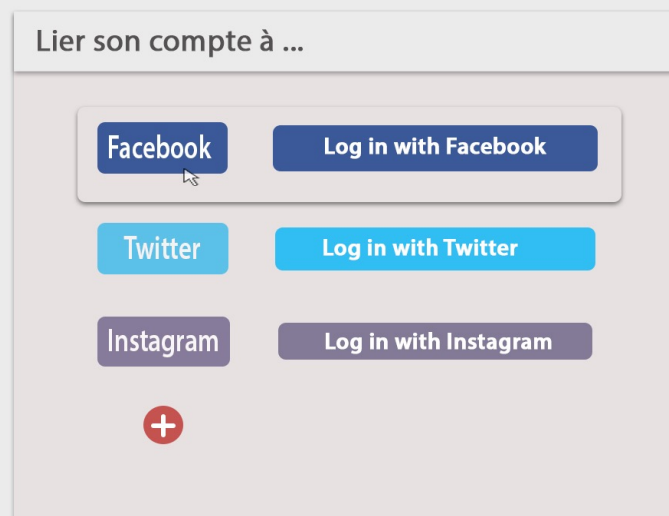 Lier son compte à ...
Facebook
Log in with Facebook
Twitter
Log in with Twitter
Instagram
Log in with Instagram